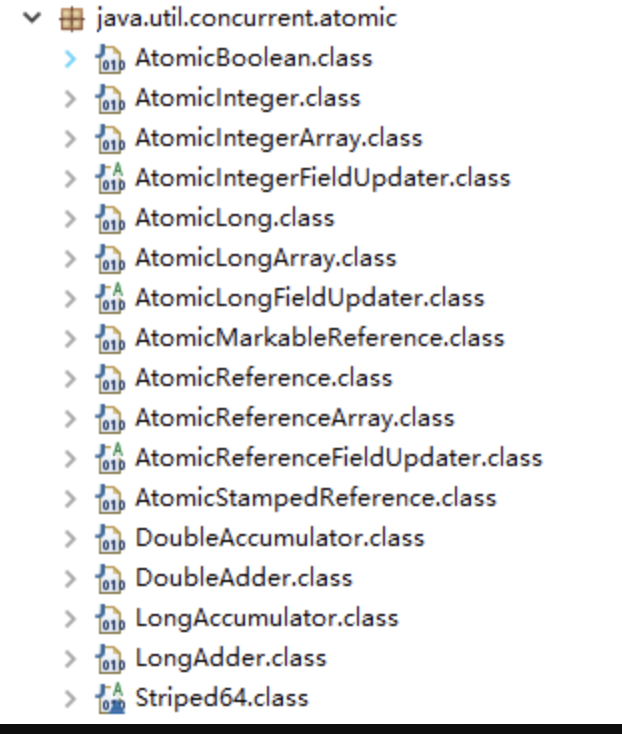 java.util.concurrent.atomic
AtomicBoolean.class
AtomicInteger.class
AtomicIntegerArray.class
AtomicIntegerFieldUpdater.class
AtomicLong.class
AtomicLongArray.class
AtomicLongFieldUpdater.class
AtomicMarkableReference.class
AtomicReference.class
AtomicReferenceArray.class
AtomicReferenceFieldUpdater.class
AtomicStampedReference.class
DoubleAccumulator.class
DoubleAdder.class
LongAccumulator.class
LongAdder.class
Striped64.class